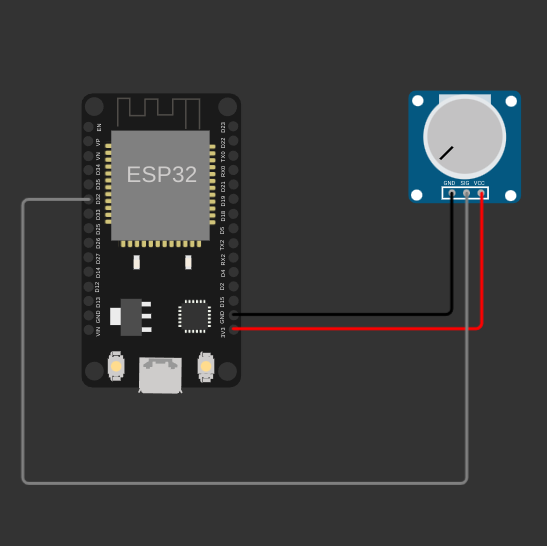 ESP32
EN
VP
VN
D34
D35
D32
D33
D25
D26
D27
D14
D12
D13
GND
VIN
D23
D22
TX0
RX0
D21
D19
D18
D5
TX2
RX2
D4
D2
D15
GND
3V3
GND SIG VCC